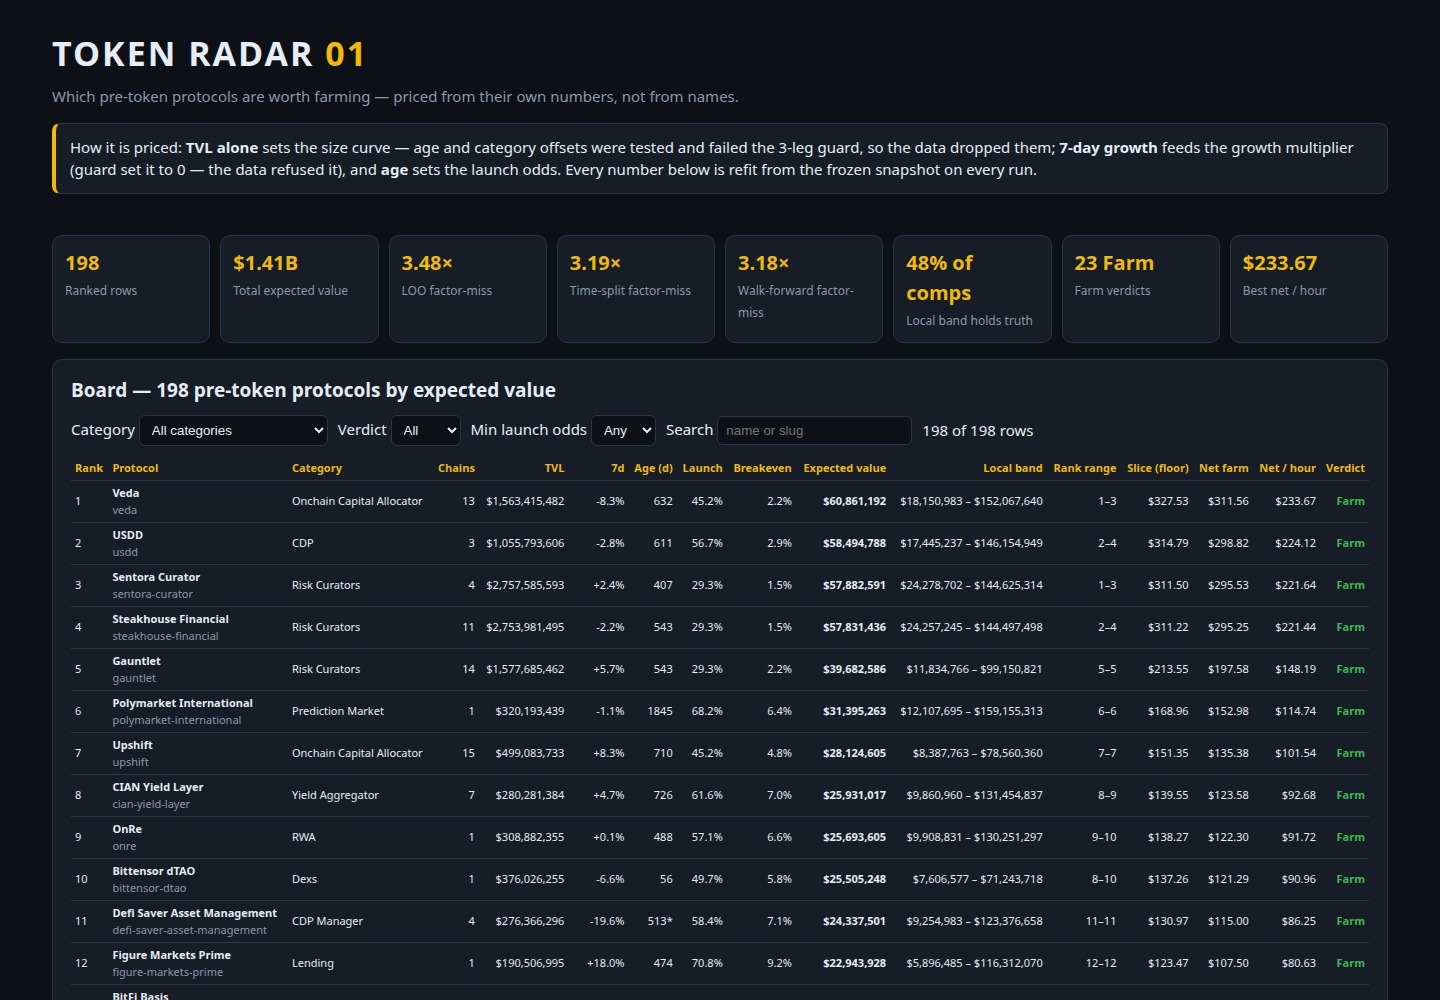 TOKEN RADAR 01
Which pre-token protocols are worth farming — priced from their own numbers, not from names.
How it is priced: TVL alone sets the size curve — age and category offsets were tested and failed the 3-leg guard, so the data dropped them; 7-day growth feeds the growth multiplier
(guard set it to 0 — the data refused it), and age sets the launch odds. Every number below is refit from the frozen snapshot on every run.
198
Ranked rows
$1.41B
Total expected value
3.48×
LOO factor-miss
3.19×
Time-split factor-miss
3.18×
Walk-forward factor-
miss
48% of
comps
Local band holds truth
23 Farm
Farm verdicts
$233.67
Best net / hour
Board — 198 pre-token protocols by expected value
Category All categories Verdict All Min launch odds Any Search name or slug 198 of 198 rows
Rank Protocol Category Chains TVL 7d Age (d) Launch Breakeven Expected value Local band Rank range Slice (floor) Net farm Net / hour Verdict
1 Veda Onchain Capital Allocator 13 $1,563,415,482 -8.3% 632 45.2% 2.2% $60,861,192 $18,150,983 – $152,067,640 1–3 $327.53 $311.56 $233.67 Farm
veda
2 USDD CDP 3 $1,055,793,606 -2.8% 611 56.7% 2.9% $58,494,788 $17,445,237 – $146,154,949 2–4 $314.79 $298.82 $224.12 Farm
usdd
3 Sentora Curator Risk Curators 4 $2,757,585,593 +2.4% 407 29.3% 1.5% $57,882,591 $24,278,702 – $144,625,314 1–3 $311.50 $295.53 $221.64 Farm
sentora-curator
4 Steakhouse Financial Risk Curators 11 $2,753,981,495 -2.2% 543 29.3% 1.5% $57,831,436 $24,257,245 – $144,497,498 2–4 $311.22 $295.25 $221.44 Farm
steakhouse-financial
5 Gauntlet Risk Curators 14 $1,577,685,462 +5.7% 543 29.3% 2.2% $39,682,586 $11,834,766 – $99,150,821 5–5 $213.55 $197.58 $148.19 Farm
gauntlet
6 Polymarket International Prediction Market 1 $320,193,439 -1.1% 1845 68.2% 6.4% $31,395,263 $12,107,695 – $159,155,313 6–6 $168.96 $152.98 $114.74 Farm
polymarket-international
7 Upshift Onchain Capital Allocator 15 $499,083,733 +8.3% 710 45.2% 4.8% $28,124,605 $8,387,763 – $78,560,360 7–7 $151.35 $135.38 $101.54 Farm
upshift
8 CIAN Yield Layer Yield Aggregator 7 $280,281,384 +4.7% 726 61.6% 7.0% $25,931,017 $9,860,960 – $131,454,837 8–9 $139.55 $123.58 $92.68 Farm
cian-yield-layer
9 OnRe RWA 1 $308,882,355 +0.1% 488 57.1% 6.6% $25,693,605 $9,908,831 – $130,251,297 9–10 $138.27 $122.30 $91.72 Farm
onre
10 Bittensor dTAO Dexs 1 $376,026,255 -6.6% 56 49.7% 5.8% $25,505,248 $7,606,577 – $71,243,718 8–10 $137.26 $121.29 $90.96 Farm
bittensor-dtao
11 Defi Saver Asset Management CDP Manager 4 $276,366,296 -19.6% 513* 58.4% 7.1% $24,337,501 $9,254,983 – $123,376,658 11–11 $130.97 $115.00 $86.25 Farm
defi-saver-asset-management
12 Figure Markets Prime Lending 1 $190,506,995 +18.0% 474 70.8% 9.2% $22,943,928 $5,896,485 – $116,312,070 12–12 $123.47 $107.50 $80.63 Farm
figure-markets-prime
BitFi Basis